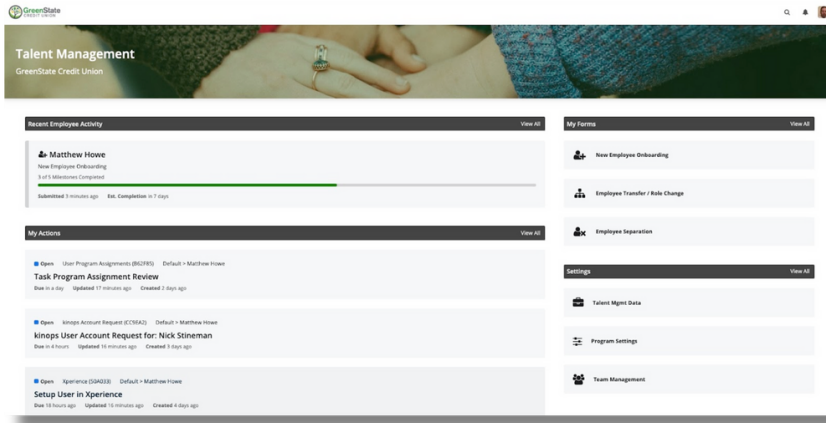 GreenState
CREDIT UNION
Talent Management
GreenState Credit Union
Recent Employee Activity View All
Matthew Howe
New Employee Onboarding
3 of 5 Milestones Completed
Submitted 3 minutes ago Est. Completion in 7 days
My Actions View All
Open User Program Assignments (B62F85) Default > Matthew Howe
Task Program Assignment Review
Due in a day Updated 17 minutes ago Created 2 days ago
Open kinops Account Request (CC9EA2) Default > Matthew Howe
kinops User Account Request for: Nick Stineman
Due in 4 hours Updated 16 minutes ago Created 3 days ago
Open Xperience (50A033) Default > Matthew Howe
Setup User in Xperience
Due 18 hours ago Updated 16 minutes ago Created 4 days ago
My Forms View All
New Employee Onboarding
Employee Transfer / Role Change
Employee Separation
Settings View All
Talent Mgmt Data
Program Settings
Team Management